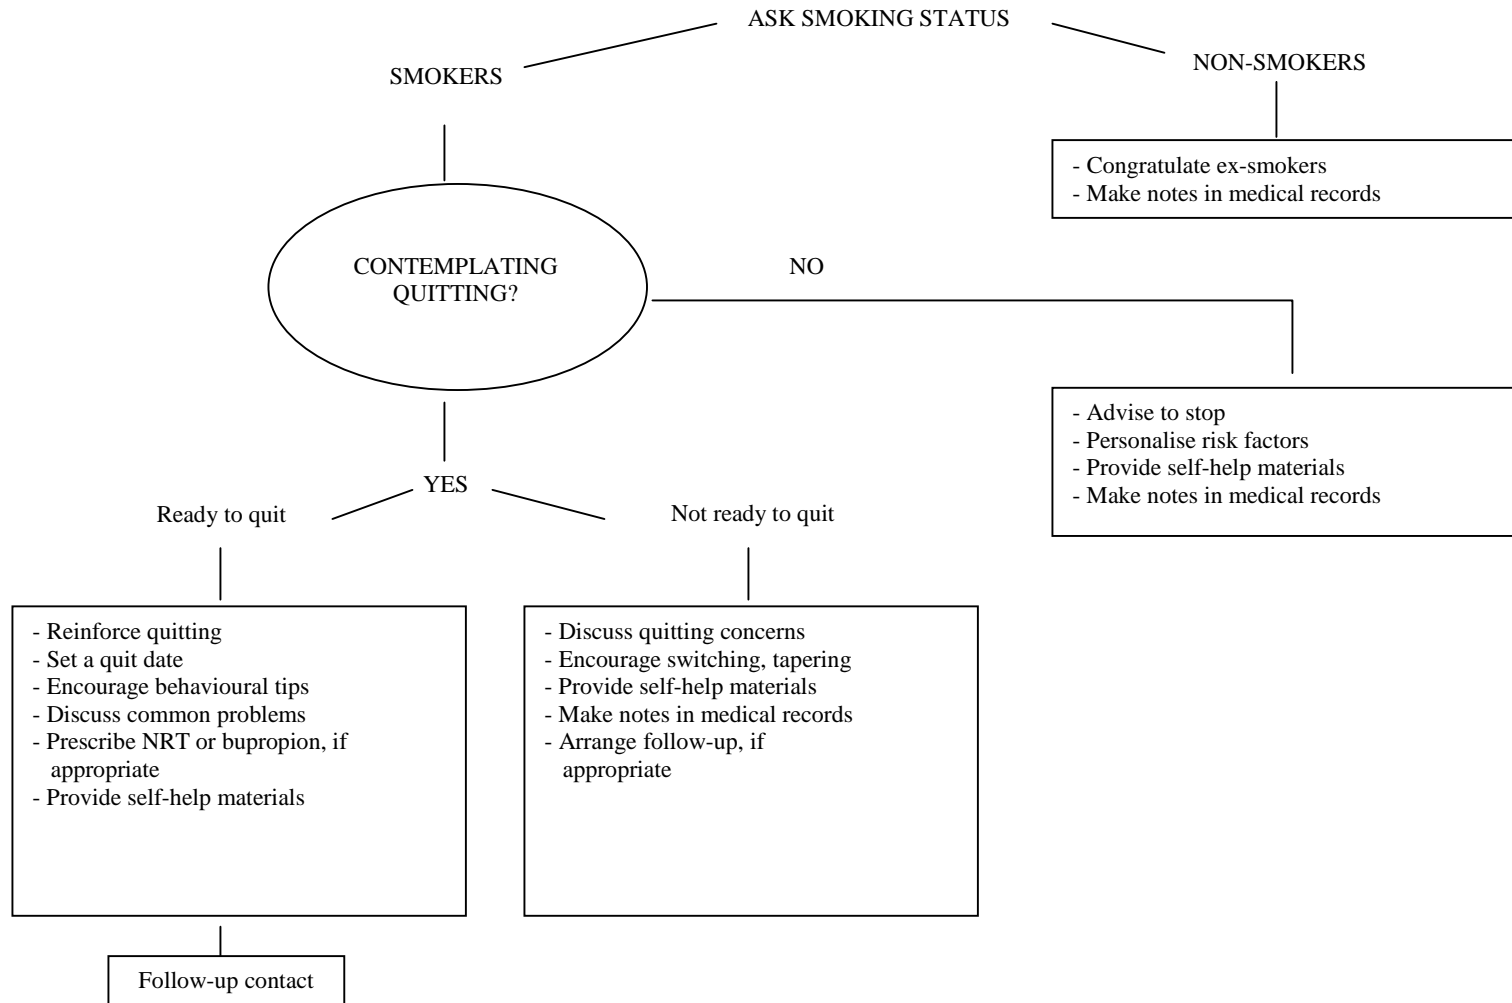 ASK SMOKING STATUS
SMOKERS
NON-SMOKERS
- Congratulate ex-smokers
- Make notes in medical records
CONTEMPLATING
QUITTING?
NO
- Advise to stop
- Personalise risk factors
- Provide self-help materials
- Make notes in medical records
YES
Ready to quit
Not ready to quit
- Reinforce quitting
- Set a quit date
- Encourage behavioural tips
- Discuss common problems
- Prescribe NRT or bupropion, if
appropriate
- Provide self-help materials
- Discuss quitting concerns
- Encourage switching, tapering
- Provide self-help materials
- Make notes in medical records
- Arrange follow-up, if
appropriate
Follow-up contact